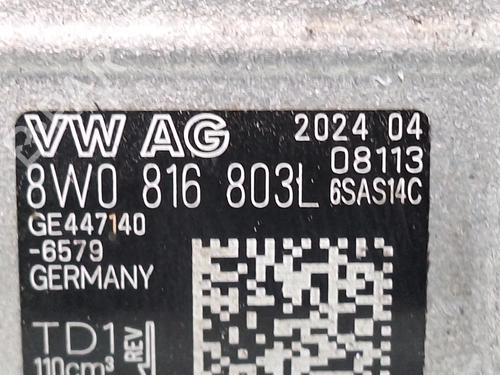 VW AG 2024 04
08113
8W0 816 803L 6SAS14C
GE447140
-6579
GERMANY
TD1
REV
110cm³